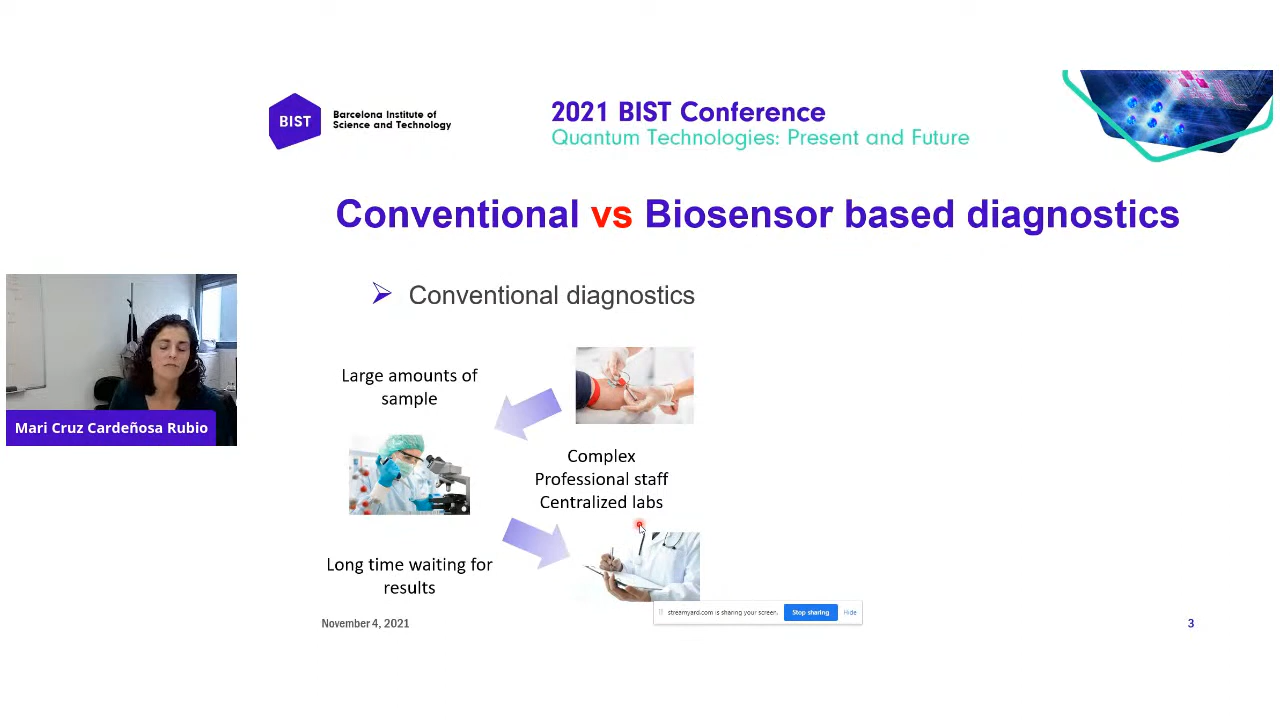 BIST
Barcelona Institute of
Science and Technology
2021 BIST Conference
Quantum Technologies: Present and Future
Conventional vs Biosensor based diagnostics
Conventional diagnostics
Large amounts of
sample
Complex
Professional staff
Centralized labs
Long time waiting for
results
Mari Cruz Cardeñosa Rubio
streamyard.com is sharing your screen.
Stop sharing
Hide
November 4, 2021
3